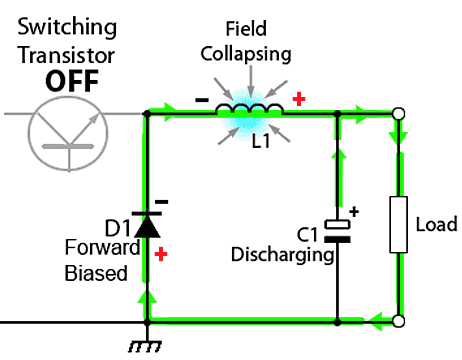 Switching
Transistor
OFF
Field
Collapsing
- +
L1
-
D1
Forward
Biased
+
+
C1
Discharging
Load